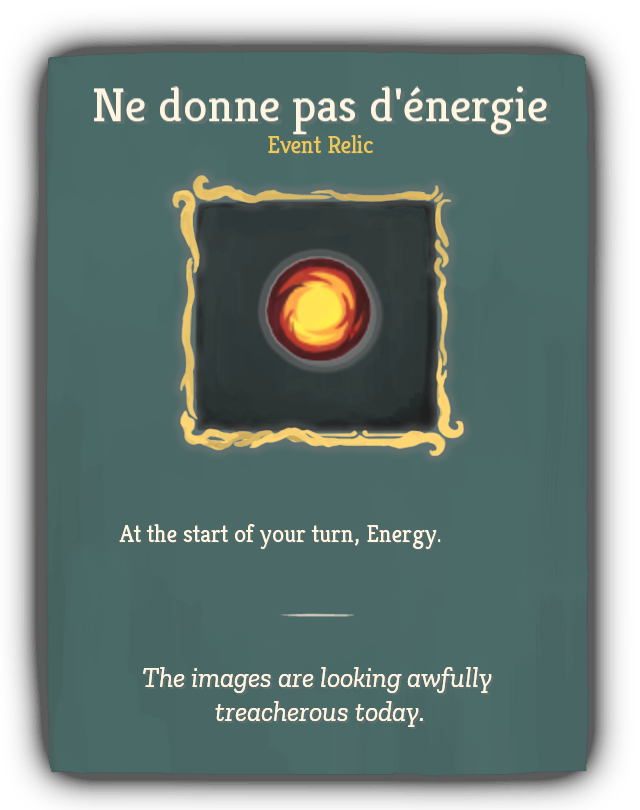 Ne donne pas d'énergie
Event Relic
At the start of your turn, Energy.
The images are looking awfully
treacherous today.